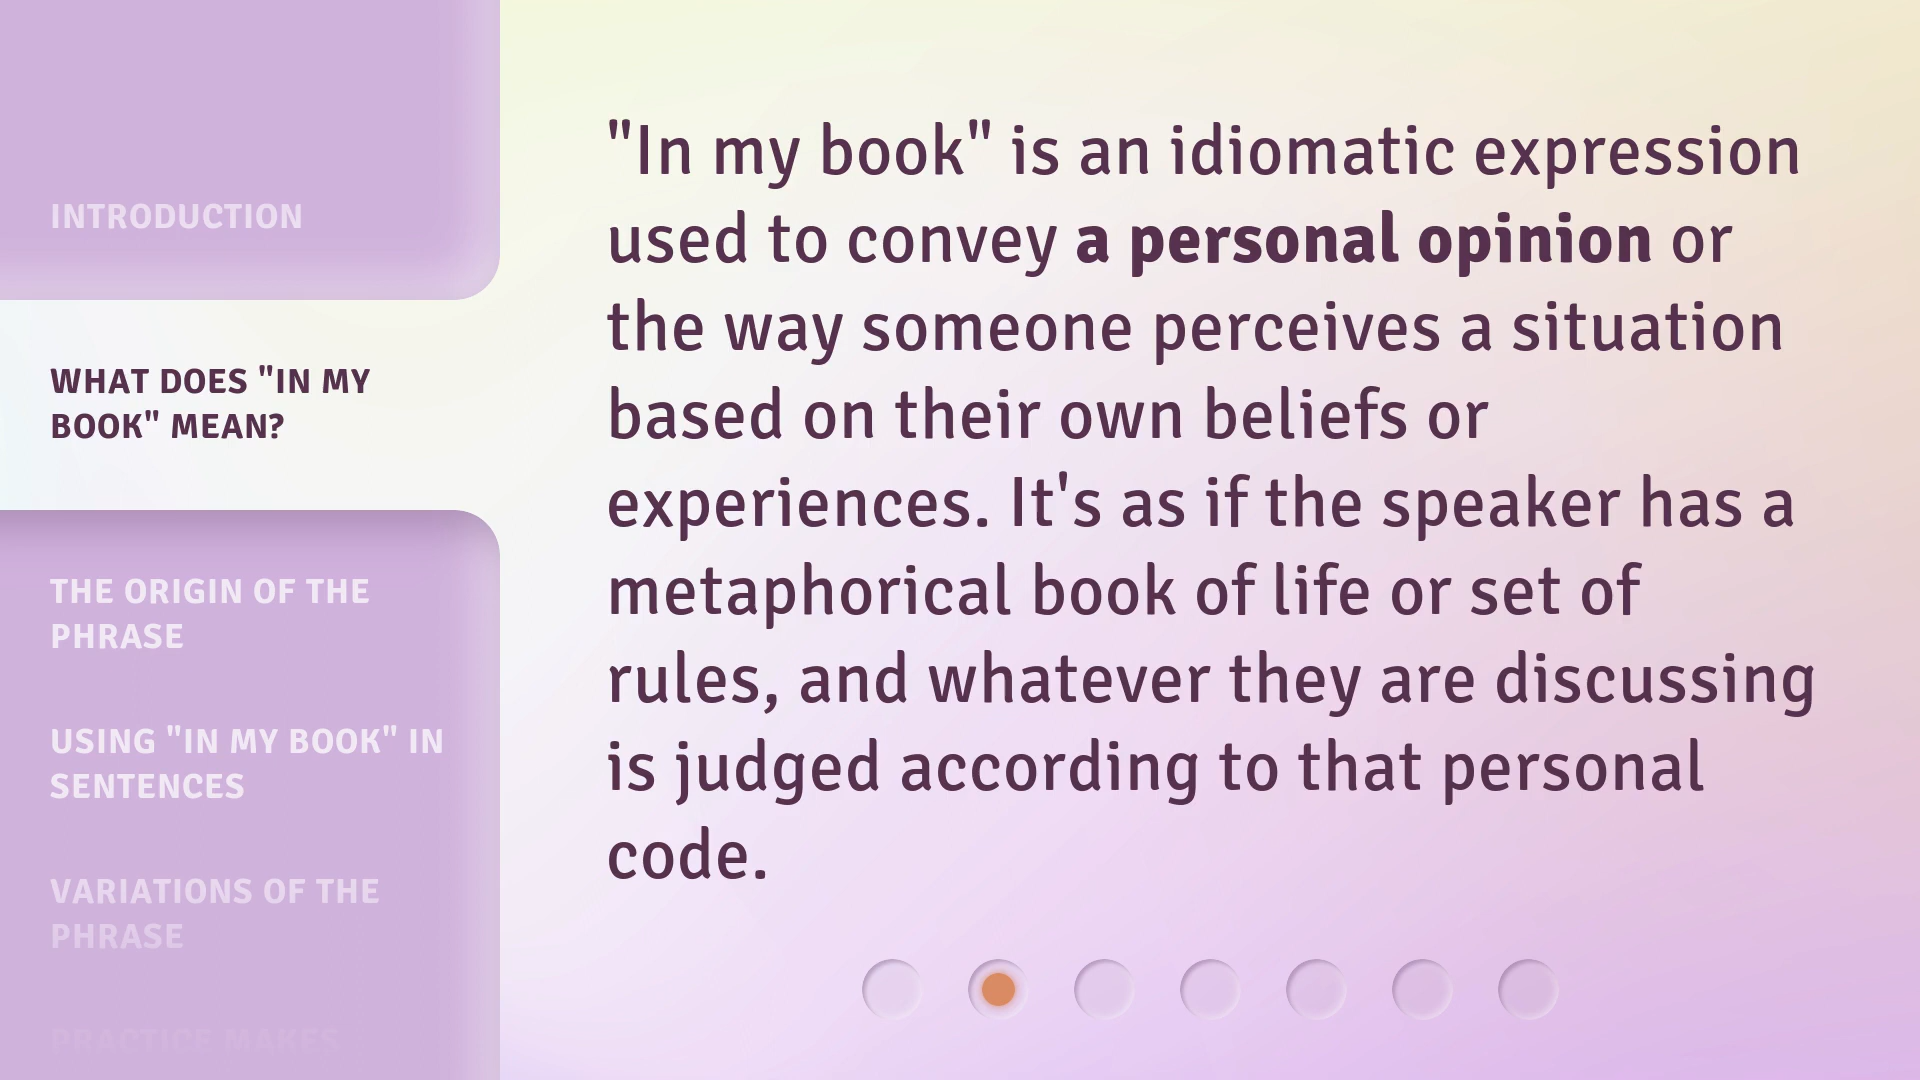 INTRODUCTION
WHAT DOES "IN MY
BOOK" MEAN?
THE ORIGIN OF THE
PHRASE
USING "IN MY BOOK" IN
SENTENCES
VARIATIONS OF THE
PHRASE
PRACTICE MAKES
"In my book" is an idiomatic expression
used to convey a personal opinion or
the way someone perceives a situation
based on their own beliefs or
experiences. It's as if the speaker has a
metaphorical book of life or set of
rules, and whatever they are discussing
is judged according to that personal
code.